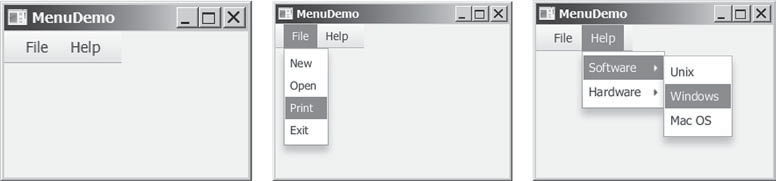 MenuDemo
File Help
MenuDemo
File Help
New
Open
Print
Exit
MenuDemo
File Help
Software
Hardware
Unix
Windows
Mac OS